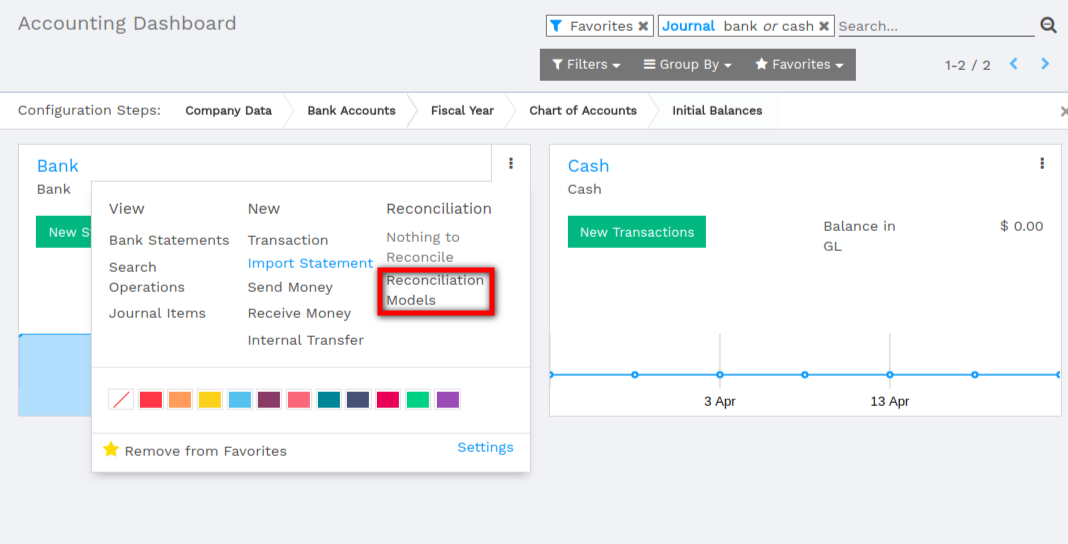 Accounting Dashboard
Favorites ✖ Journal bank or cash ✖ Search...
Filters Group By Favorites 1-2 / 2
Configuration Steps: Company Data Bank Accounts Fiscal Year Chart of Accounts Initial Balances
Bank
Bank
New S
View
Bank Statements
Search
Operations
Journal Items
New
Transaction
Import Statement
Send Money
Receive Money
Internal Transfer
Reconciliation
Nothing to
Reconcile
Reconciliation
Models
Remove from Favorites
Settings
Cash
Cash
New Transactions
Balance in
GL
$ 0.00
3 Apr 13 Apr